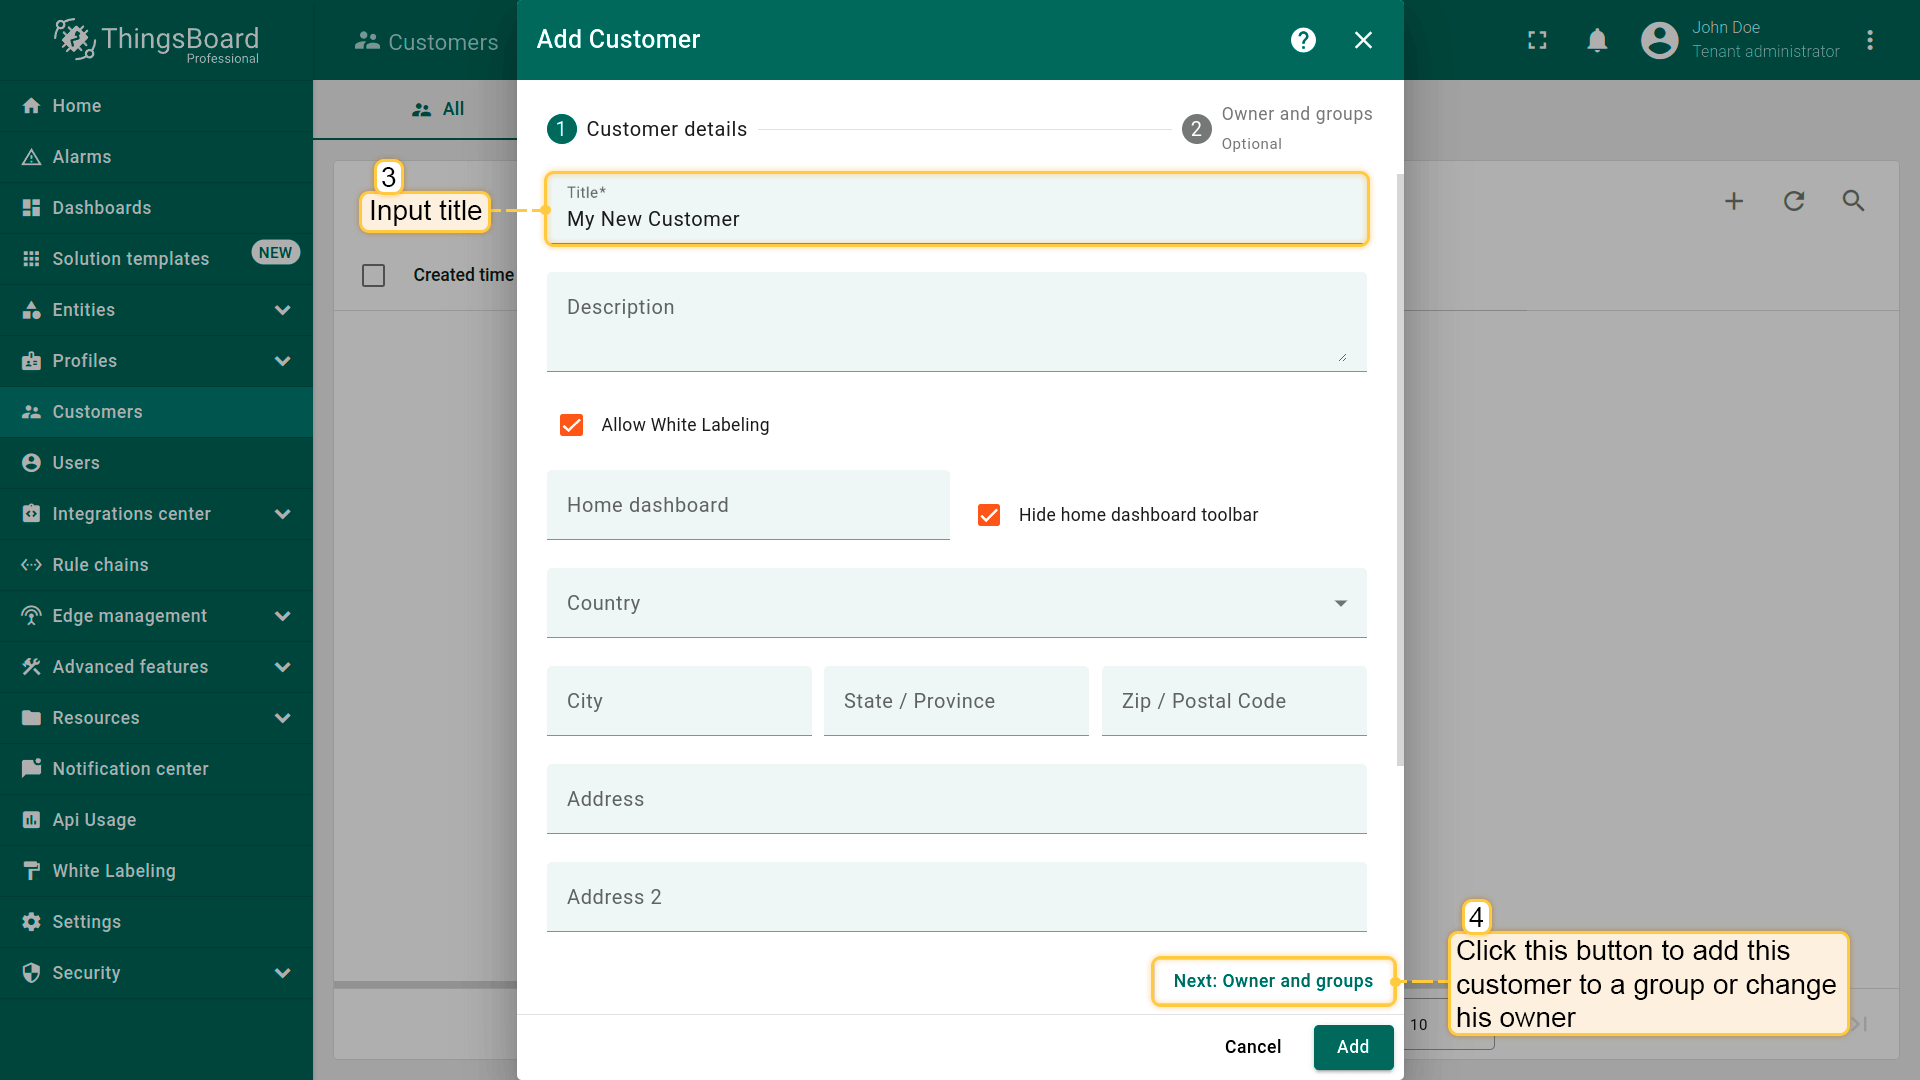 ThingsBoard
Professional
Customers
Add Customer
John Doe
Tenant administrator
Home
Alarms
Dashboards
Solution templates
NEW
Entities
Profiles
Customers
Users
Integrations center
Rule chains
Edge management
Advanced features
Resources
Notification center
Api Usage
White Labeling
Settings
Security
All
Created time
1
Customer details
2
Owner and groups
Optional
3
Input title
Title*
My New Customer
Description
Allow White Labeling
Home dashboard
Hide home dashboard toolbar
Country
City
State / Province
Zip / Postal Code
Address
Address 2
Next: Owner and groups
4
Click this button to add this
customer to a group or change
his owner
10
Cancel
Add